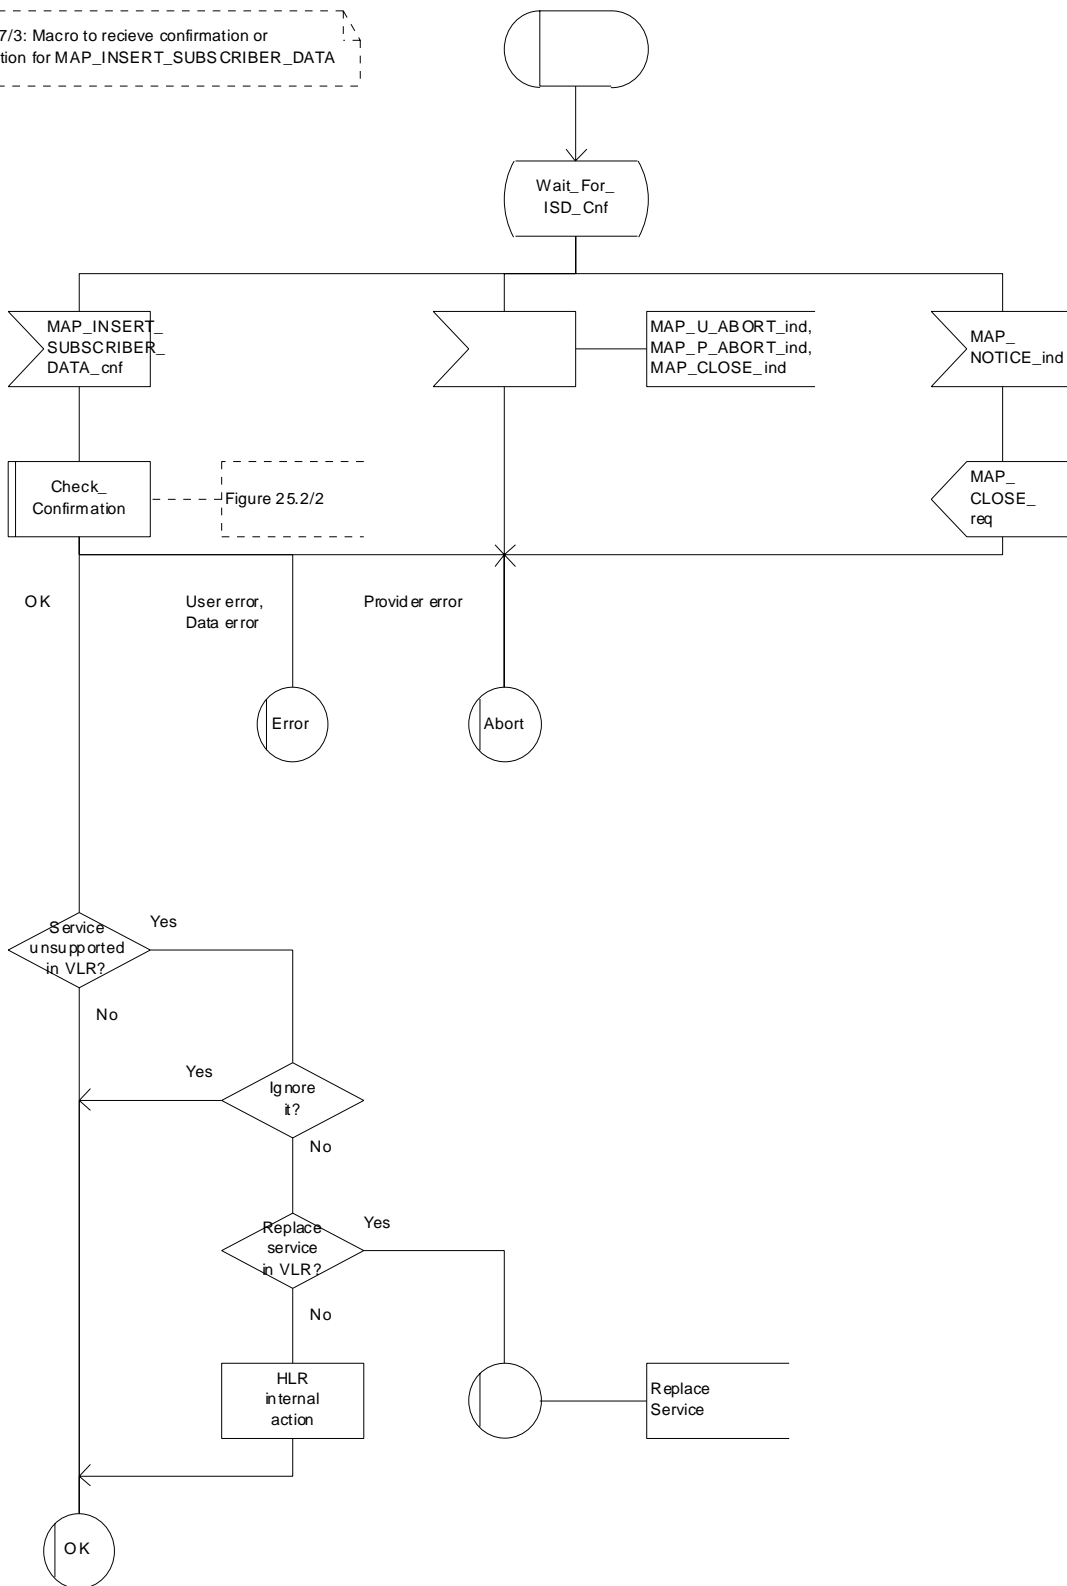 7/3: Macro to recieve confirmation or
tion for MAP_INSERT_SUBSCRIBER_DATA
Wait_For_
ISD_Cnf
MAP_INSERT_
SUBSCRIBER_
DATA_cnf
MAP_U_ABORT_ind,
MAP_P_ABORT_ind,
MAP_CLOSE_ind
MAP_
NOTICE_ind
Check_
Confirmation
Figure 25.2/2
MAP_
CLOSE_
req
OK
User error,
Data error
Provider error
Error
Abort
Service
unsupported
in VLR?
Yes
No
Yes
Ignore
it?
No
Replace
service
in VLR?
Yes
No
HLR
internal
action
Replace
Service
OK